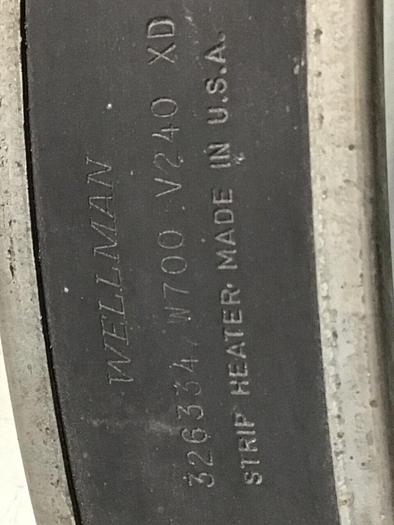 WELLMAN
326334 W700 V240 XD
STRIP HEATER MADE IN U.S.A.